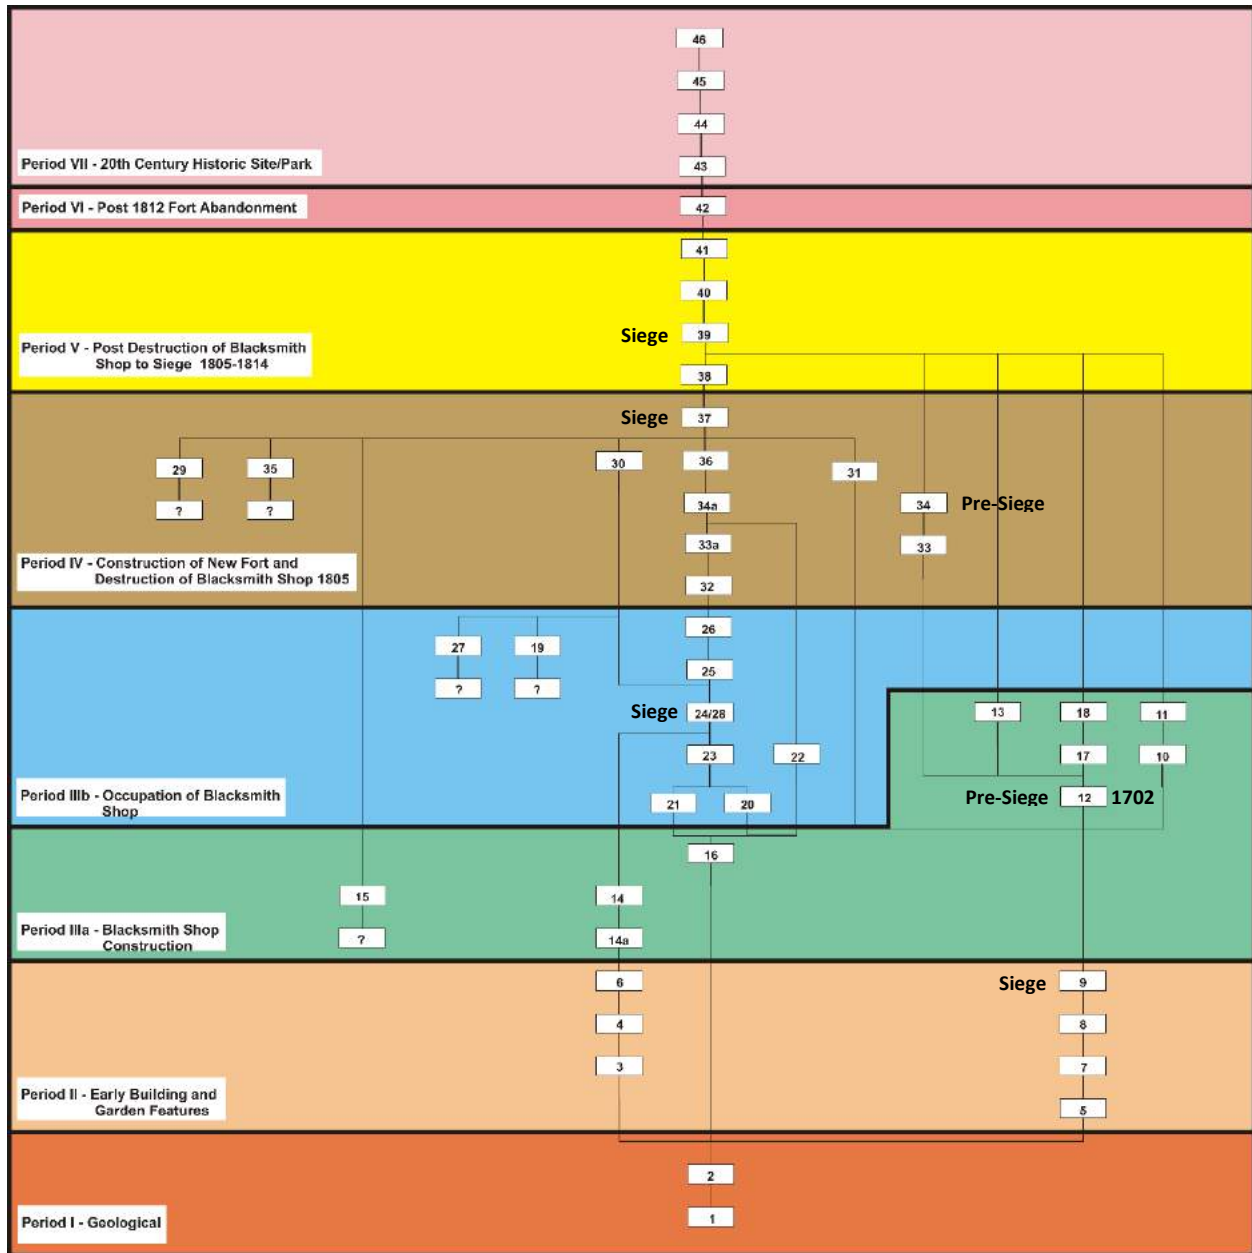 46
45
44
Period VII - 20th Century Historic Site/Park
43
Period VI - Post 1812 Fort Abandonment
42
41
40
Siege 39
Period V - Post Destruction of Blacksmith
Shop to Siege 1805-1814
38
Siege 37
29 35 30 36 31
? ? 34a 34 Pre-Siege
33a 33
Period IV - Construction of New Fort and
Destruction of Blacksmith Shop 1805
32
26
27 19
25
? ?
Siege 24/28 13 18 11
23 22 17 10
Period IIIb - Occupation of Blacksmith
Shop
21 20 Pre-Siege 12 1702
16
15 14
Period IIIa - Blacksmith Shop
Construction
? 14a
6 Siege 9
4 8
3 7
Period II - Early Building and
Garden Features
5
2
Period I - Geological
1